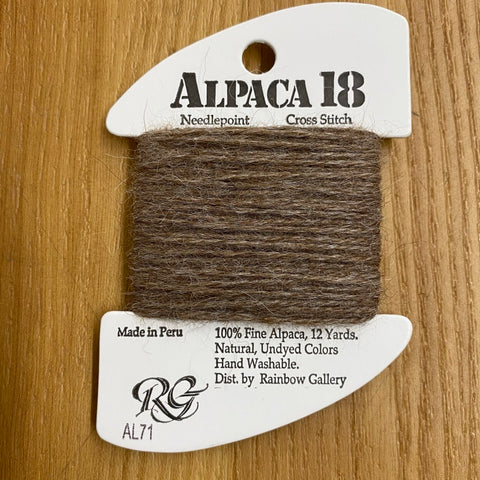 ALPACA 18
Needlepoint Cross Stitch
Made in Peru
100% Fine Alpaca, 12 Yards.
Natural, Undyed Colors
Hand Washable.
Dist. by Rainbow Gallery
RG
AL71